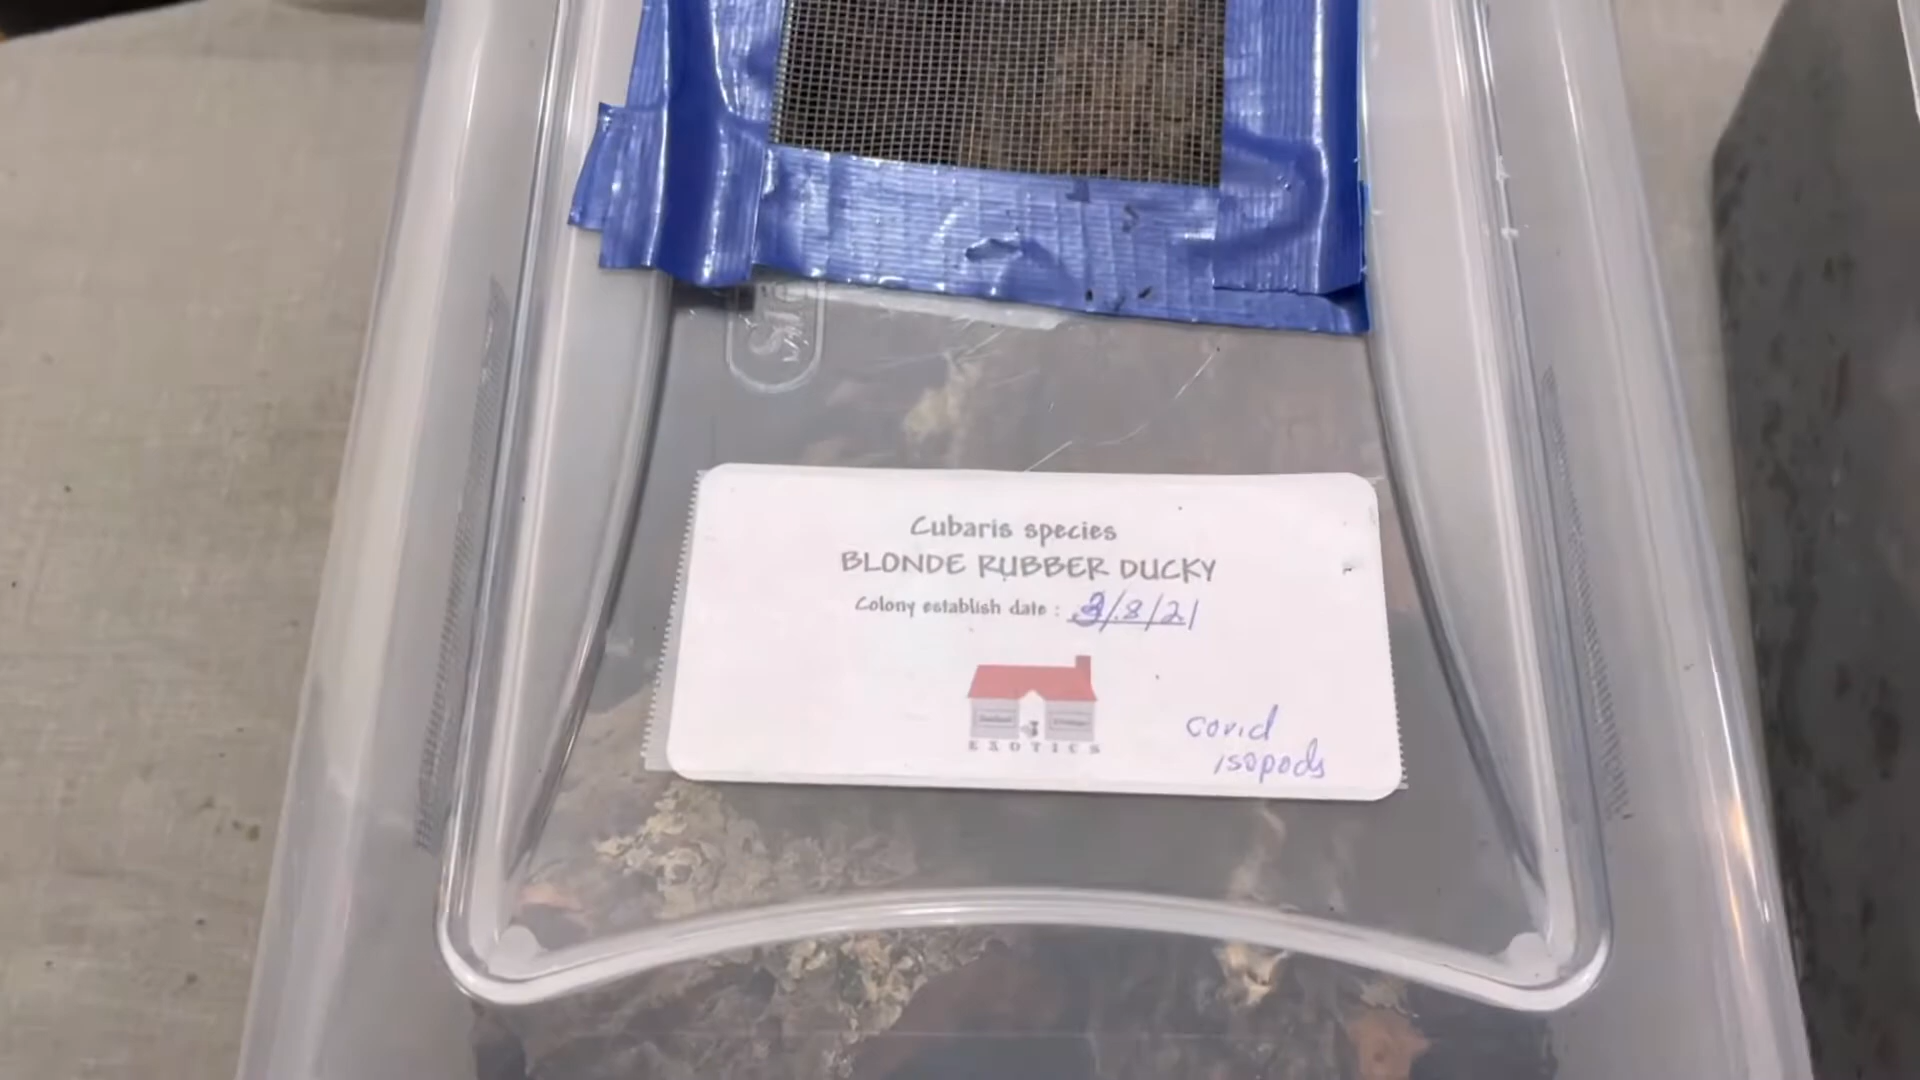 Cubaris species
BLONDE RUBBER DUCKY
Colony establish date : 3/8/21
EXOTICS
covid
isopods